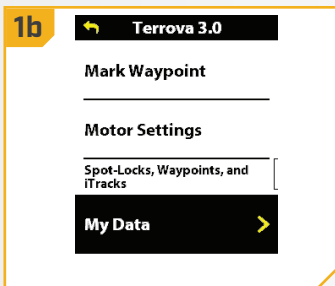 1b
Terrova 3.0
Mark Waypoint
Motor Settings
Spot-Locks, Waypoints, and
iTracks
My Data